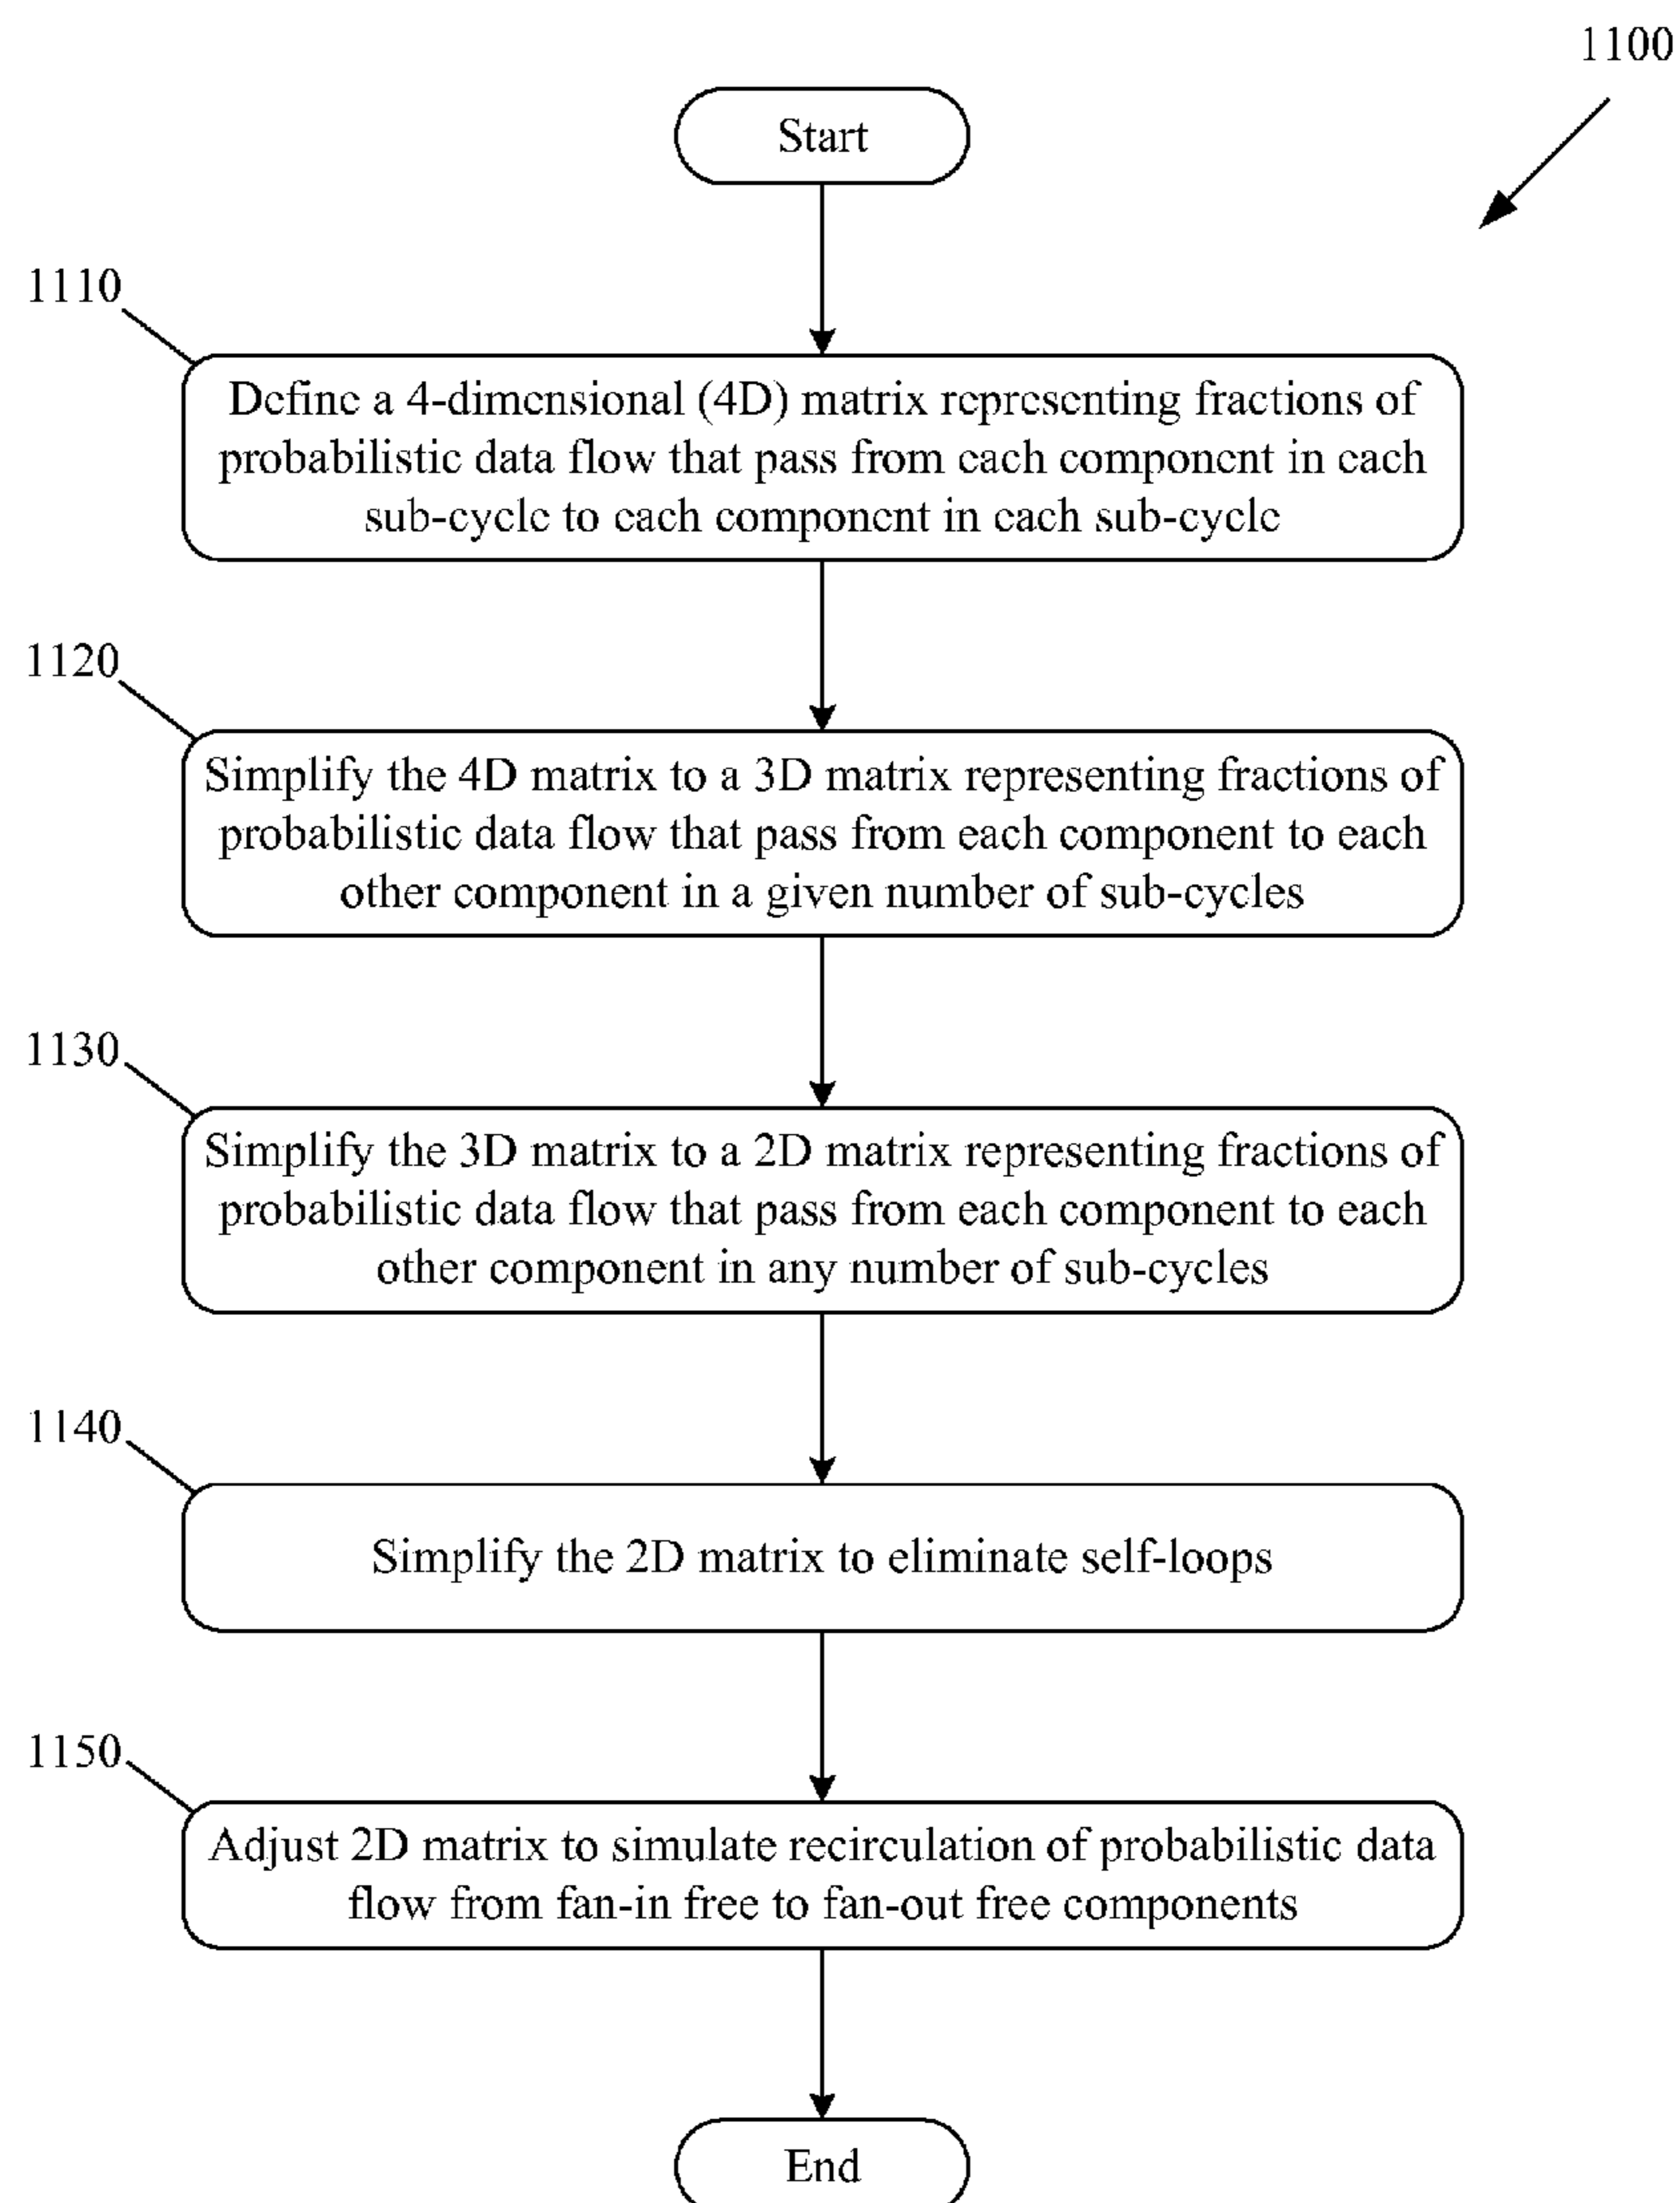 1100
Start
1110
Define a 4-dimensional (4D) matrix representing fractions of
probabilistic data flow that pass from each component in each
sub-cycle to each component in each sub-cycle
1120
Simplify the 4D matrix to a 3D matrix representing fractions of
probabilistic data flow that pass from each component to each
other component in a given number of sub-cycles
1130
Simplify the 3D matrix to a 2D matrix representing fractions of
probabilistic data flow that pass from each component to each
other component in any number of sub-cycles
1140
Simplify the 2D matrix to eliminate self-loops
1150
Adjust 2D matrix to simulate recirculation of probabilistic data
flow from fan-in free to fan-out free components
End